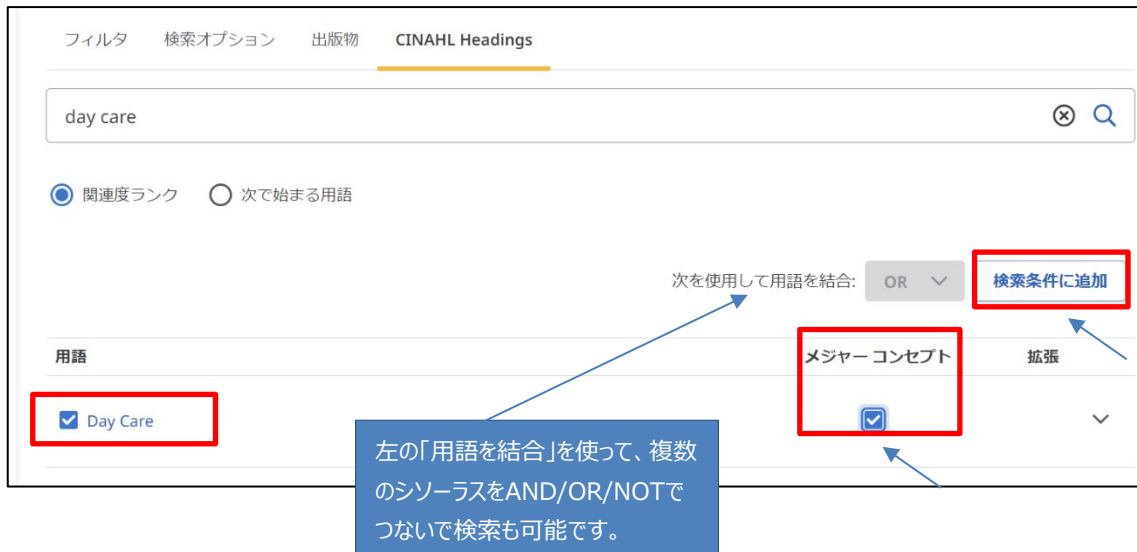 フィルタ 検索オプション 出版物 CINAHL Headings
day care
関連度ランク 次で始まる用語
次を使用して用語を結合: OR 検索条件に追加
用語 メジャー コンセプト 拡張
Day Care
左の「用語を結合」を使って、複数
のシソーラスをAND/OR/NOTで
つないで検索も可能です。